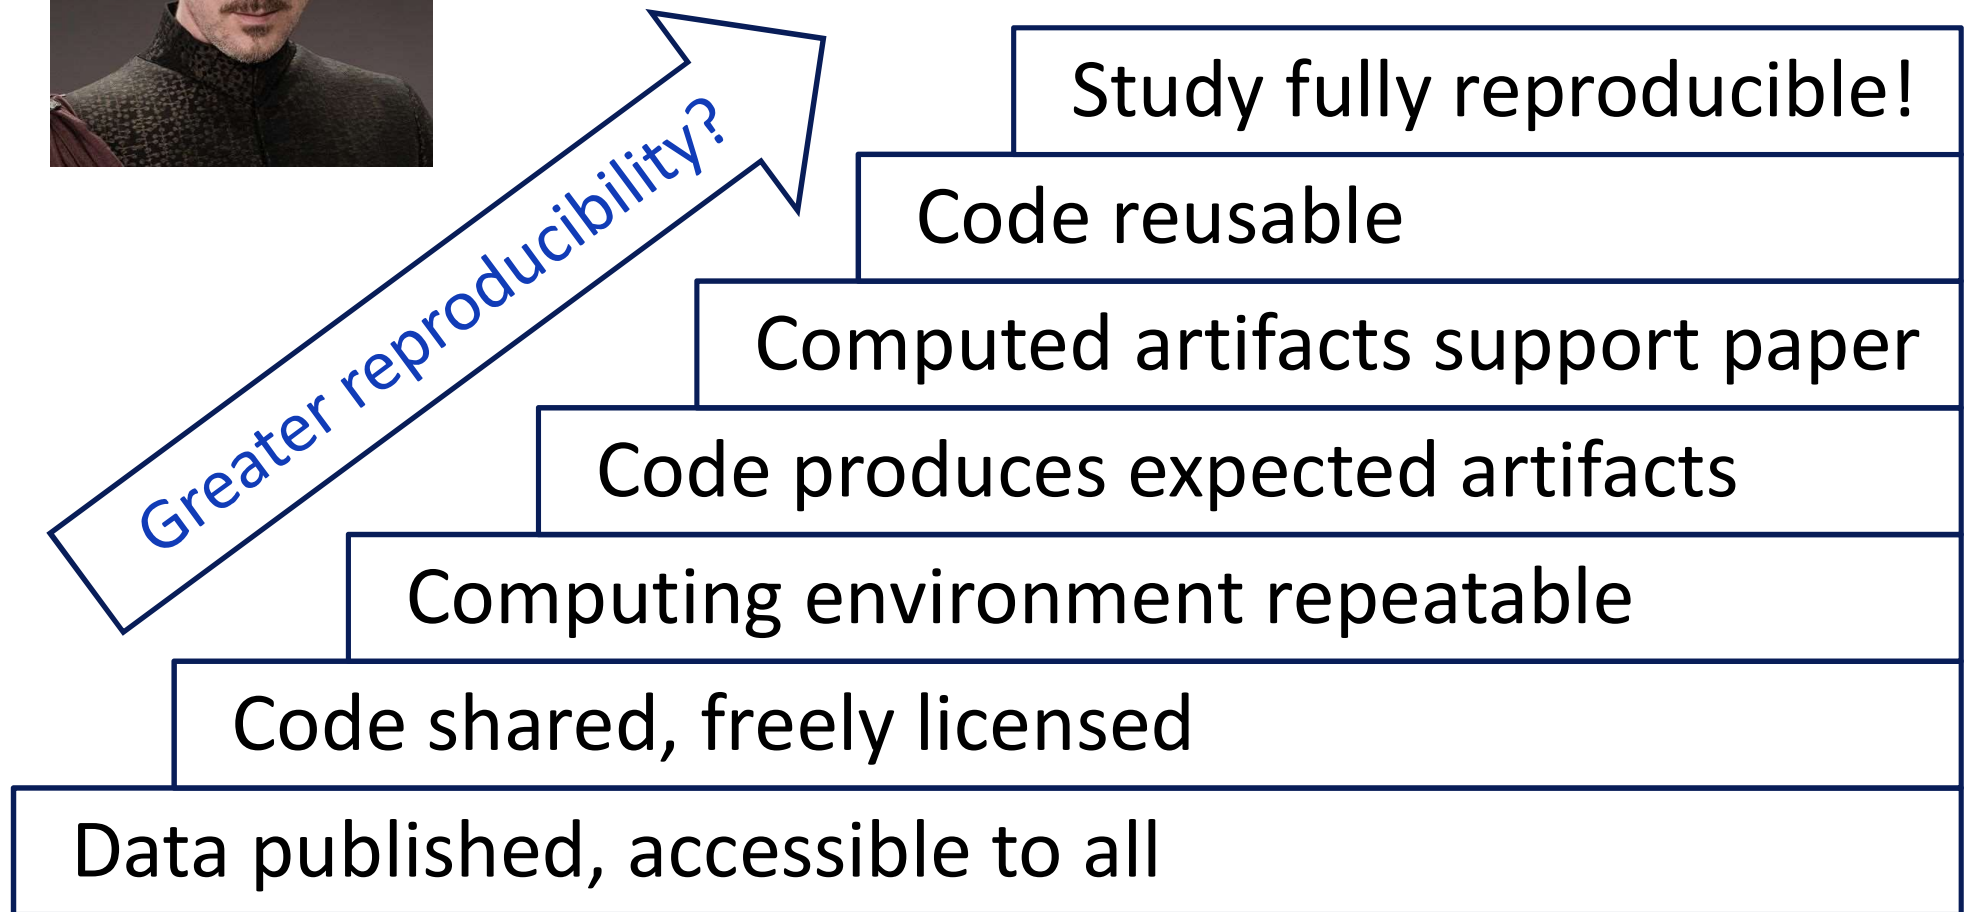 Greater reproducibility?
Study fully reproducible!
Code reusable
Computed artifacts support paper
Code produces expected artifacts
Computing environment repeatable
Code shared, freely licensed
Data published, accessible to all